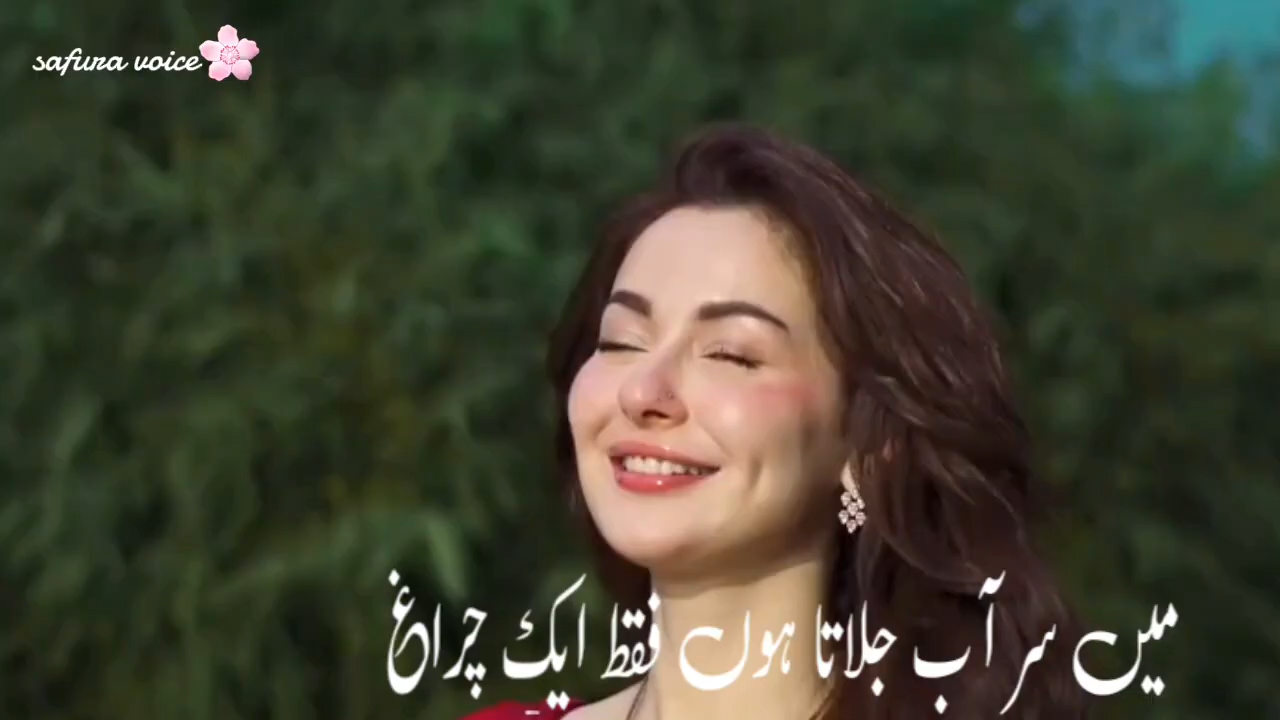 safura voice
میں سر آب جلاتا ہوں فقط ایک چراغ